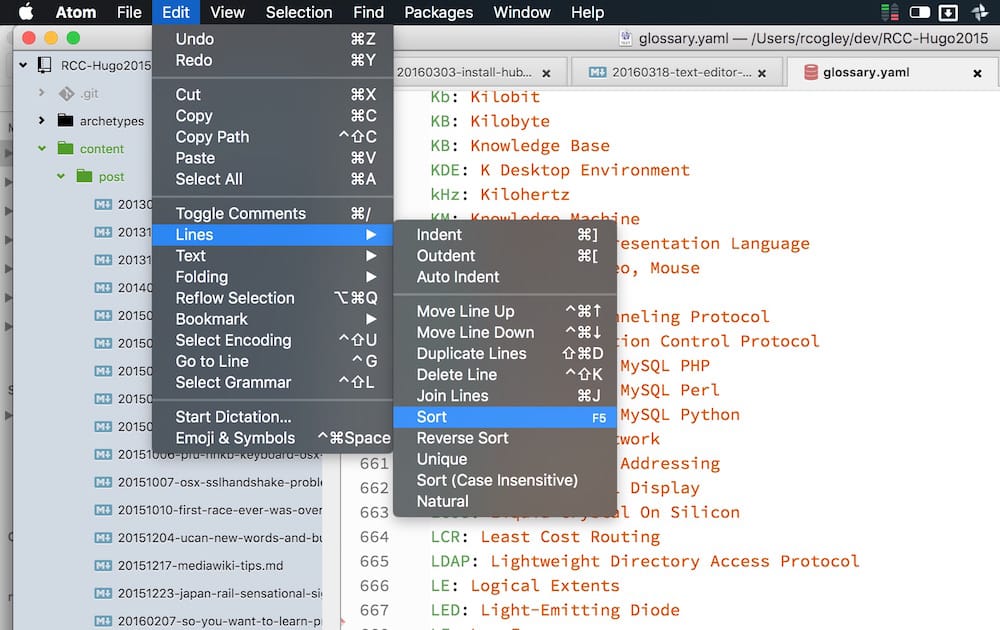 Atom File Edit View Selection Find Packages Window Help
glossary.yaml — /Users/rcogley/dev/RCC-Hugo2015
20160303-install-hub...
20160318-text-editor-...
glossary.yaml
RCC-Hugo2015
.git
archetypes
content
post
20130
20131
20131
20140
20150
20150
20150
20150
20150
20151006-pfu-hhkb-keyboard-osx-
20151007-osx-sslhandshake-proble
20151010-first-race-ever-was-over
20151204-ucan-new-words-and-bu
20151217-mediawiki-tips.md
20151223-japan-rail-sensational-si
20160207-so-you-want-to-learn-p
Undo ⌘Z
Redo ⌘Y
Cut ⌘X
Copy ⌘C
Copy Path ^⇧C
Paste ⌘V
Select All ⌘A
Toggle Comments ⌘/
Lines ▶
Text ▶
Folding ▶
Reflow Selection ⌥⌘Q
Bookmark ▶
Select Encoding ^⇧U
Go to Line ^G
Select Grammar ^⇧L
Start Dictation...
Emoji & Symbols ^⌘Space
Indent ⌘]
Outdent ⌘[
Auto Indent
Move Line Up ^⌘↑
Move Line Down ^⌘↓
Duplicate Lines ⇧⌘D
Delete Line ^⇧K
Join Lines ⌘J
Sort F5
Reverse Sort
Unique
Sort (Case Insensitive)
Natural
Kb: Kilobit
KB: Kilobyte
KB: Knowledge Base
KDE: K Desktop Environment
kHz: Kilohertz
KM: Knowledge Machine
resentation Language
eo, Mouse
neling Protocol
tion Control Protocol
MySQL PHP
MySQL Perl
MySQL Python
work
661 Addressing
662 l Display
663 LCOS: Liquid Crystal On Silicon
664 LCR: Least Cost Routing
665 LDAP: Lightweight Directory Access Protocol
666 LE: Logical Extents
667 LED: Light-Emitting Diode